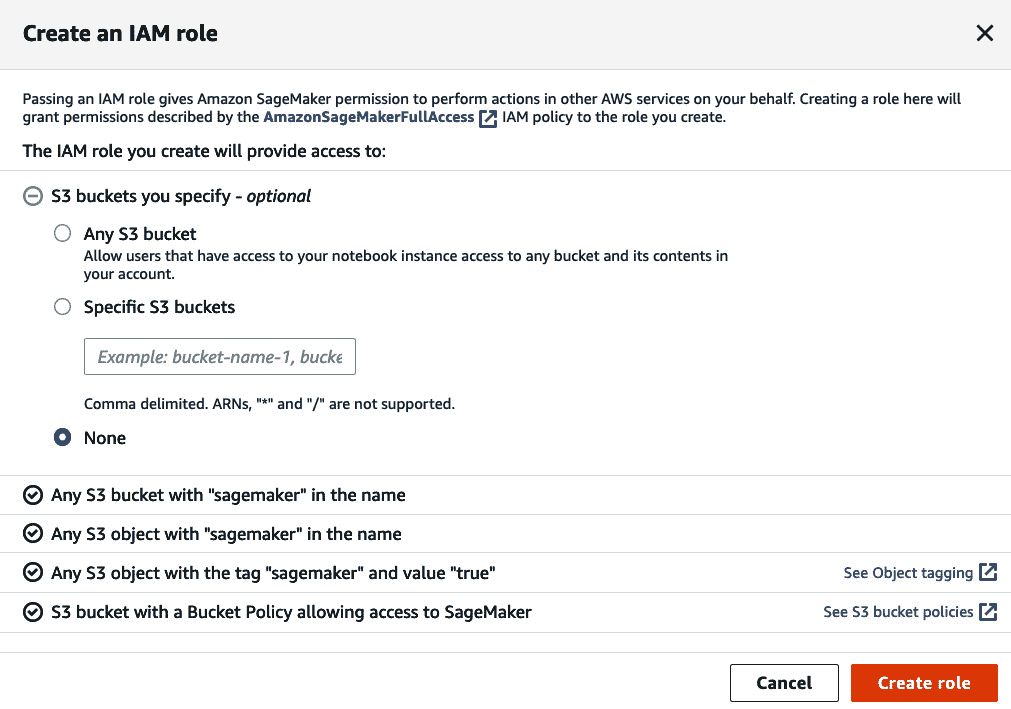 Create an IAM role
Passing an IAM role gives Amazon SageMaker permission to perform actions in other AWS services on your behalf. Creating a role here will
grant permissions described by the AmazonSageMakerFullAccess IAM policy to the role you create.
The IAM role you create will provide access to:
S3 buckets you specify - optional
Any S3 bucket
Allow users that have access to your notebook instance access to any bucket and its contents in
your account.
Specific S3 buckets
Example: bucket-name-1, bucke
Comma delimited. ARNs, "*" and "/" are not supported.
None
Any S3 bucket with "sagemaker" in the name
Any S3 object with "sagemaker" in the name
Any S3 object with the tag "sagemaker" and value "true" See Object tagging
S3 bucket with a Bucket Policy allowing access to SageMaker See S3 bucket policies
Cancel Create role